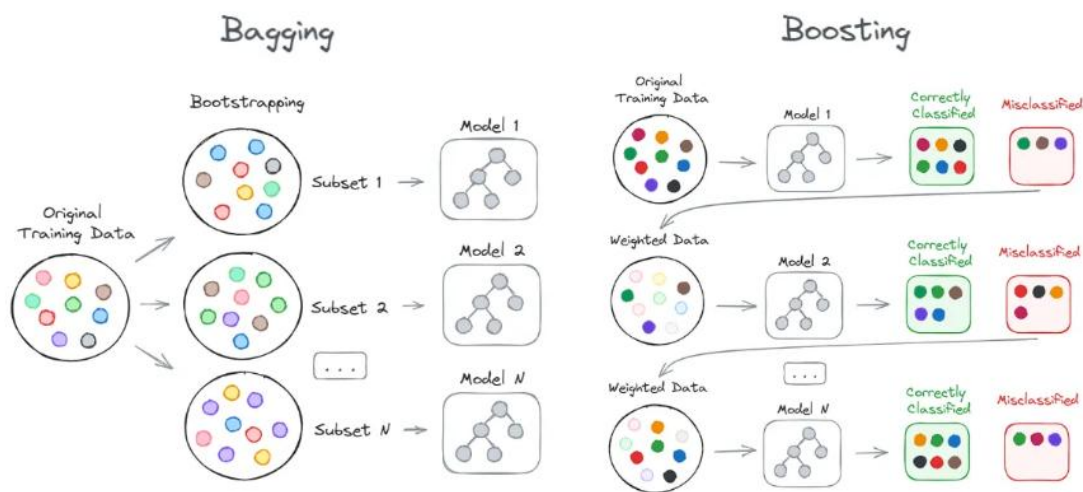 Bagging
Bootstrapping
Original
Training Data
Subset 1
Model 1
Subset 2
Model 2
...
Subset N
Model N
Boosting
Original
Training Data
Model 1
Correctly
Classified
Misclassified
Weighted Data
Model 2
Correctly
Classified
Misclassified
...
Weighted Data
Model N
Correctly
Classified
Misclassified